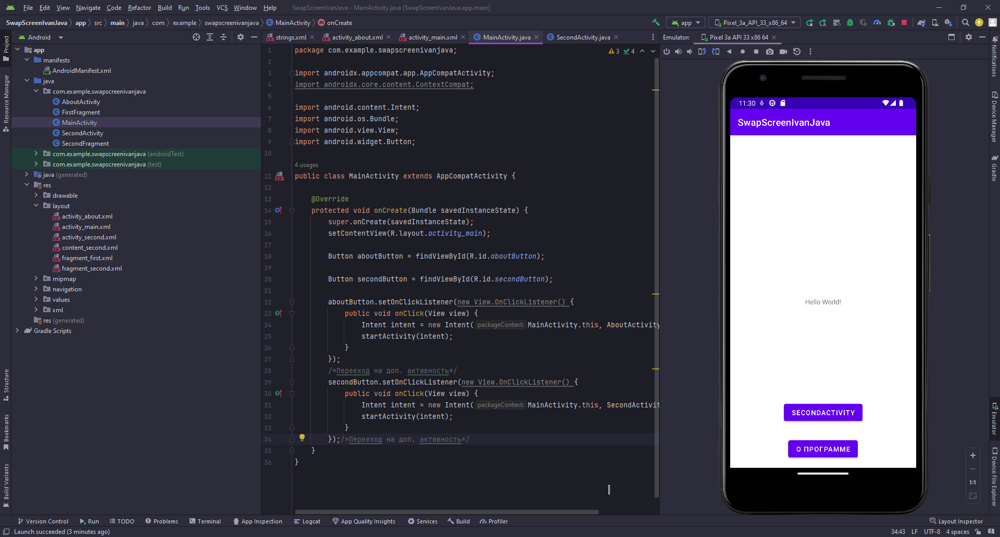 File Edit View Navigate Code Refactor Build Run Tools VCS Window Help SwapScreenIvanJava - MainActivity.java [SwapScreenIvanJava.app.main]
SwapScreenIvanJava app src main java com example swapscreenivanjava MainActivity onCreate app Pixel_3a_API_33_x86_64
Android strings.xml activity_about.xml activity_main.xml MainActivity.java SecondActivity.java Emulator: Pixel 3a API 33 x86 64
Project
Resource Manager
Structure
Bookmarks
Build Variants
app
manifests
AndroidManifest.xml
java
com.example.swapscreenivanjava
AboutActivity
FirstFragment
MainActivity
SecondActivity
SecondFragment
com.example.swapscreenivanjava (androidTest)
com.example.swapscreenivanjava (test)
java (generated)
res
drawable
layout
activity_about.xml
activity_main.xml
activity_second.xml
content_second.xml
fragment_first.xml
fragment_second.xml
mipmap
navigation
values
xml
res (generated)
Gradle Scripts
3 4
1 package com.example.swapscreenivanjava;
2
3 import androidx.appcompat.app.AppCompatActivity;
4 import androidx.core.content.ContextCompat;
5
6 import android.content.Intent;
7 import android.os.Bundle;
8 import android.view.View;
9 import android.widget.Button;
10
4 usages
11 public class MainActivity extends AppCompatActivity {
12
13 @Override
14 protected void onCreate(Bundle savedInstanceState) {
15 super.onCreate(savedInstanceState);
16 setContentView(R.layout.activity_main);
17
18 Button aboutButton = findViewById(R.id.aboutButton);
19
20 Button secondButton = findViewById(R.id.secondButton);
21
22 aboutButton.setOnClickListener(new View.OnClickListener() {
23 public void onClick(View view) {
24 Intent intent = new Intent( packageContext: MainActivity.this, AboutActivity
25 startActivity(intent);
26 }
27 });
28 /*Перееход на доп. активность*/
29 secondButton.setOnClickListener(new View.OnClickListener() {
30 public void onClick(View view) {
31 Intent intent = new Intent( packageContext: MainActivity.this, SecondActivit
32 startActivity(intent);
33 }
34 });/*Перееход на доп. активность*/
35 }
36 }
11:30
SwapScreenIvanJava
Hello World!
SECONDACTIVITY
О ПРОГРАММЕ
1:1
Notifications
Device Manager
Gradle
Emulator
Device File Explorer
Version Control Run TODO Problems Terminal App Inspection Logcat App Quality Insights Services Build Profiler Layout Inspector
Launch succeeded (3 minutes ago) 34:43 LF UTF-8 4 spaces